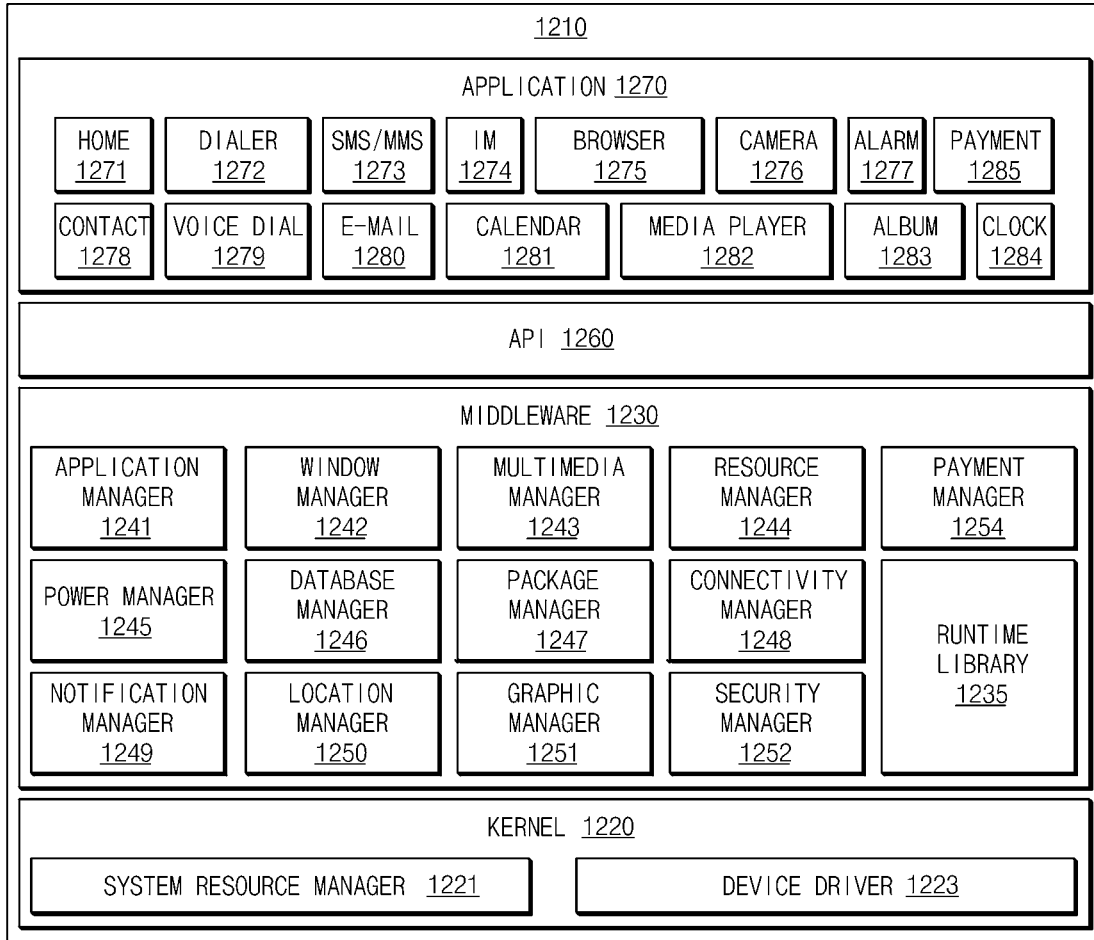 1210
APPLICATION 1270
HOME
1271
DIALER
1272
SMS/MMS
1273
IM
1274
BROWSER
1275
CAMERA
1276
ALARM
1277
PAYMENT
1285
CONTACT
1278
VOICE DIAL
1279
E-MAIL
1280
CALENDAR
1281
MEDIA PLAYER
1282
ALBUM
1283
CLOCK
1284
API 1260
MIDDLEWARE 1230
APPLICATION
MANAGER
1241
WINDOW
MANAGER
1242
MULTIMEDIA
MANAGER
1243
RESOURCE
MANAGER
1244
PAYMENT
MANAGER
1254
POWER MANAGER
1245
DATABASE
MANAGER
1246
PACKAGE
MANAGER
1247
CONNECTIVITY
MANAGER
1248
RUNTIME
LIBRARY
1235
NOTIFICATION
MANAGER
1249
LOCATION
MANAGER
1250
GRAPHIC
MANAGER
1251
SECURITY
MANAGER
1252
KERNEL 1220
SYSTEM RESOURCE MANAGER 1221
DEVICE DRIVER 1223